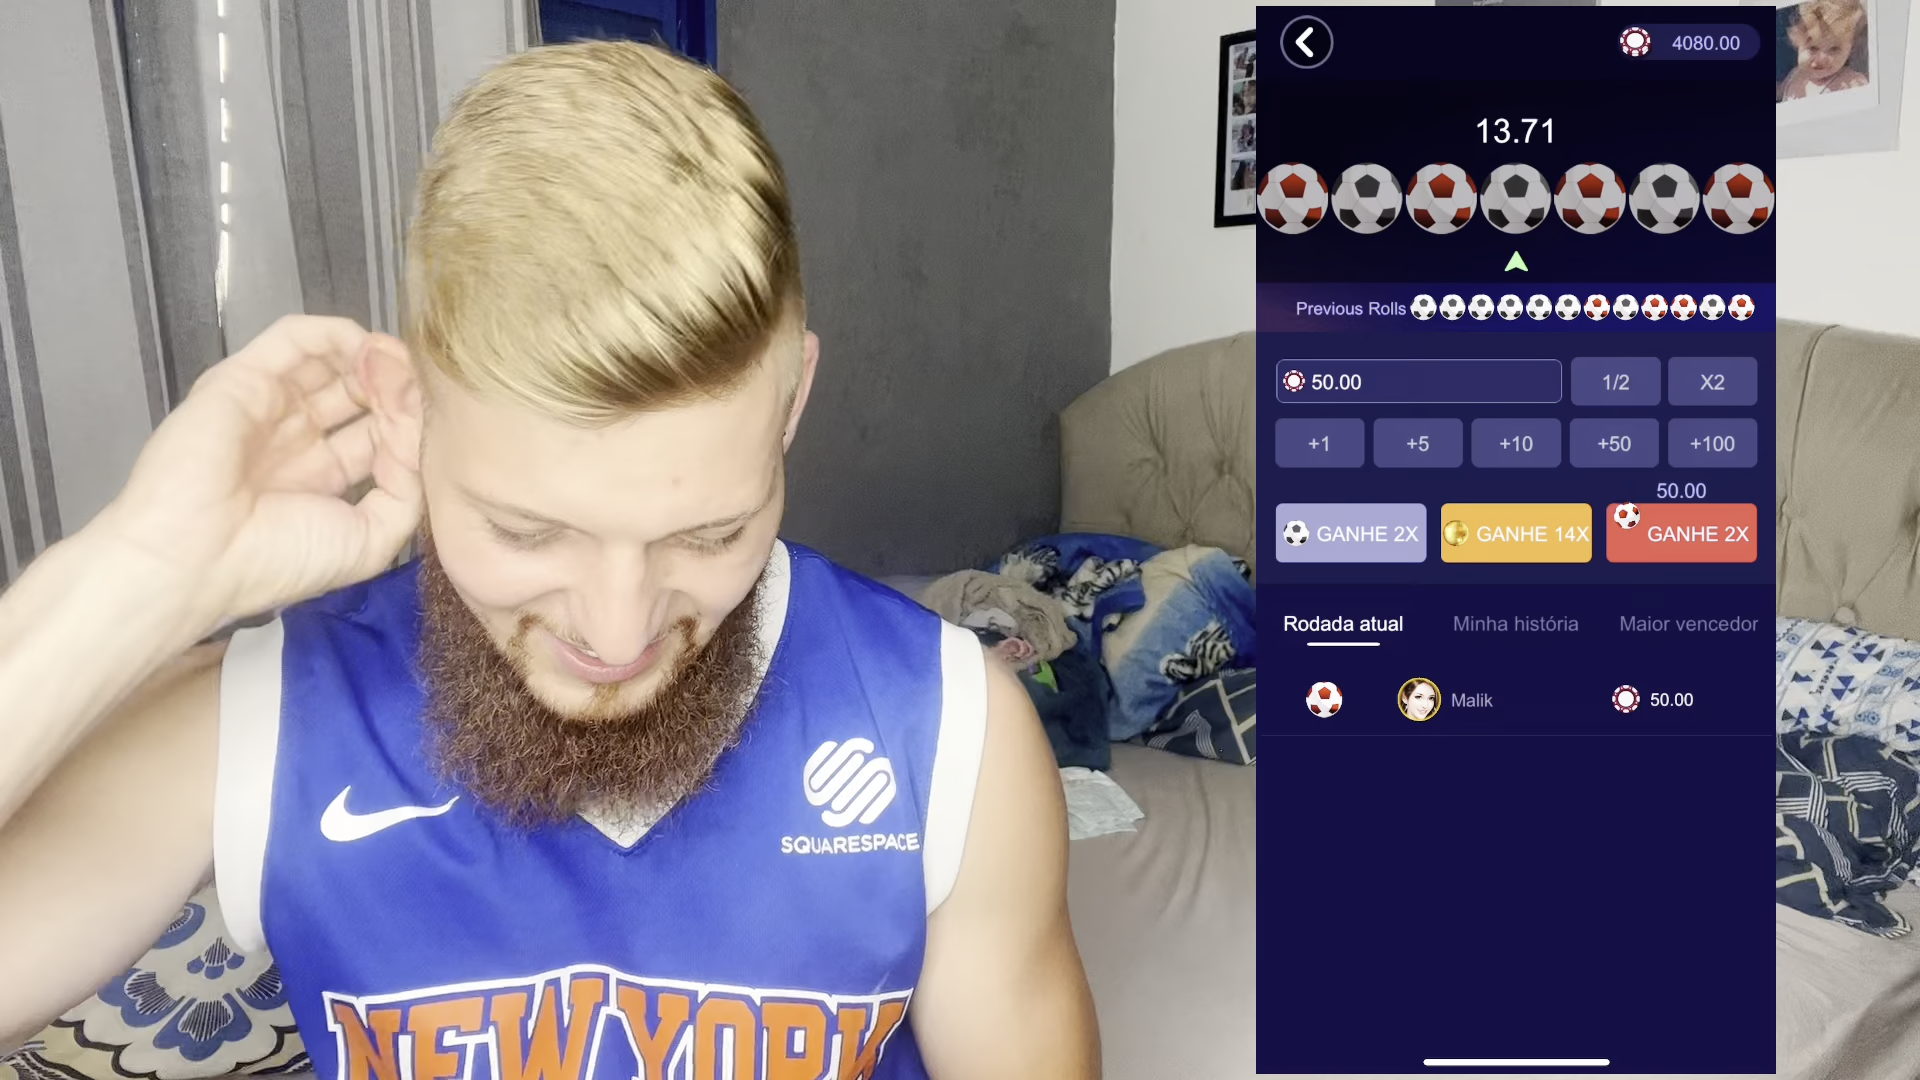 4080.00
13.71
Previous Rolls
50.00
1/2
X2
+1
+5
+10
+50
+100
50.00
GANHE 2X
GANHE 14X
GANHE 2X
Rodada atual
Minha história
Maior vencedor
Malik
50.00
SQUARESPACE
NEW YORK